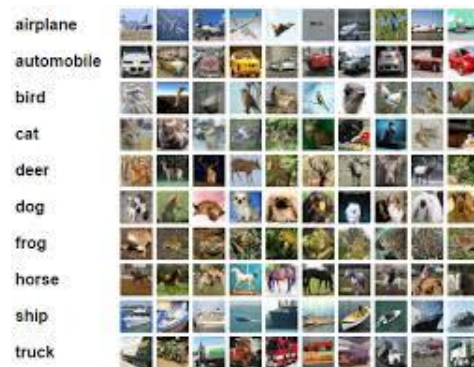 airplane
automobile
bird
cat
deer
dog
frog
horse
ship
truck